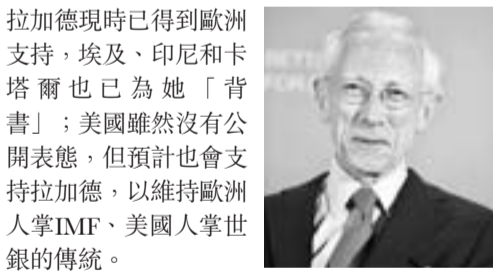 拉加德現時已得到歐洲
支持，埃及、印尼和卡
塔爾也已為她「背
書」；美國雖然沒有公
開表態，但預計也會支
持拉加德，以維持歐洲
人掌IMF、美國人掌世
銀的傳統。